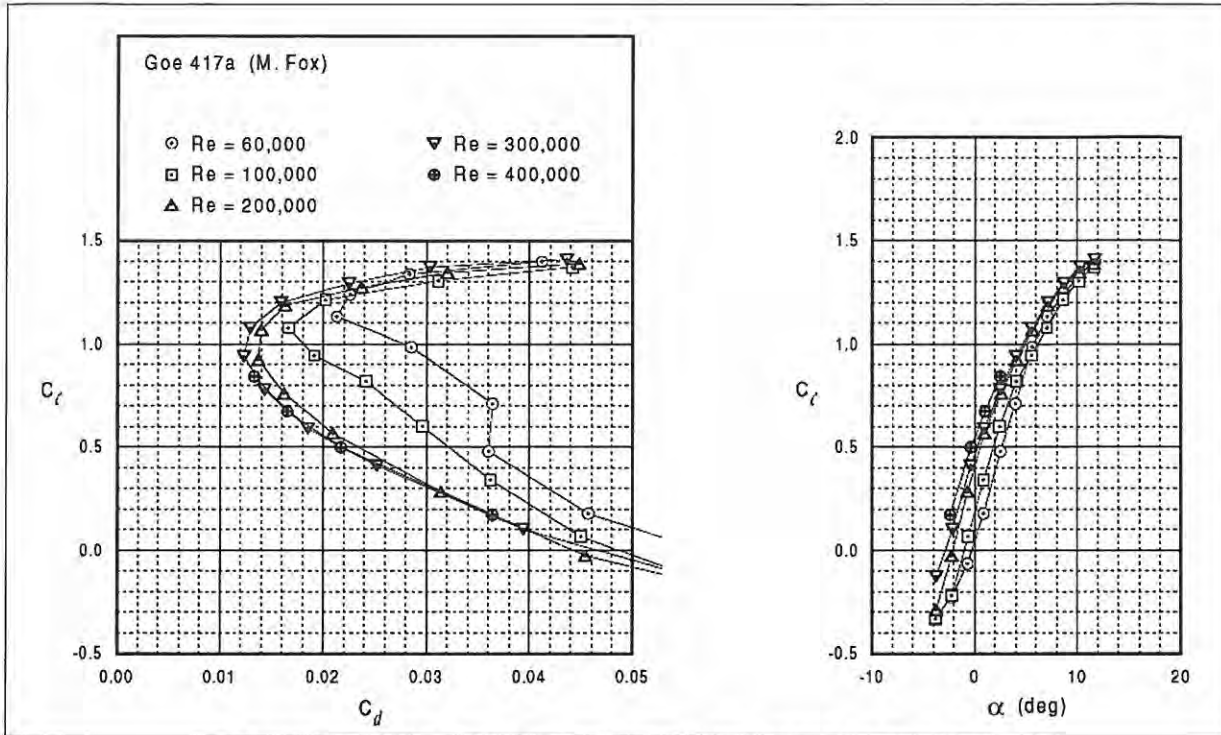 Goe 417a (M. Fox)
⊙ Re = 60,000
⊡ Re = 100,000
△ Re = 200,000
▽ Re = 300,000
⊕ Re = 400,000
1.5
1.0
0.5
0.0
-0.5
C_ℓ
0.00
0.01
0.02
0.03
0.04
0.05
C_d
2.0
1.5
1.0
0.5
0.0
-0.5
C_ℓ
-10
0
10
20
α (deg)